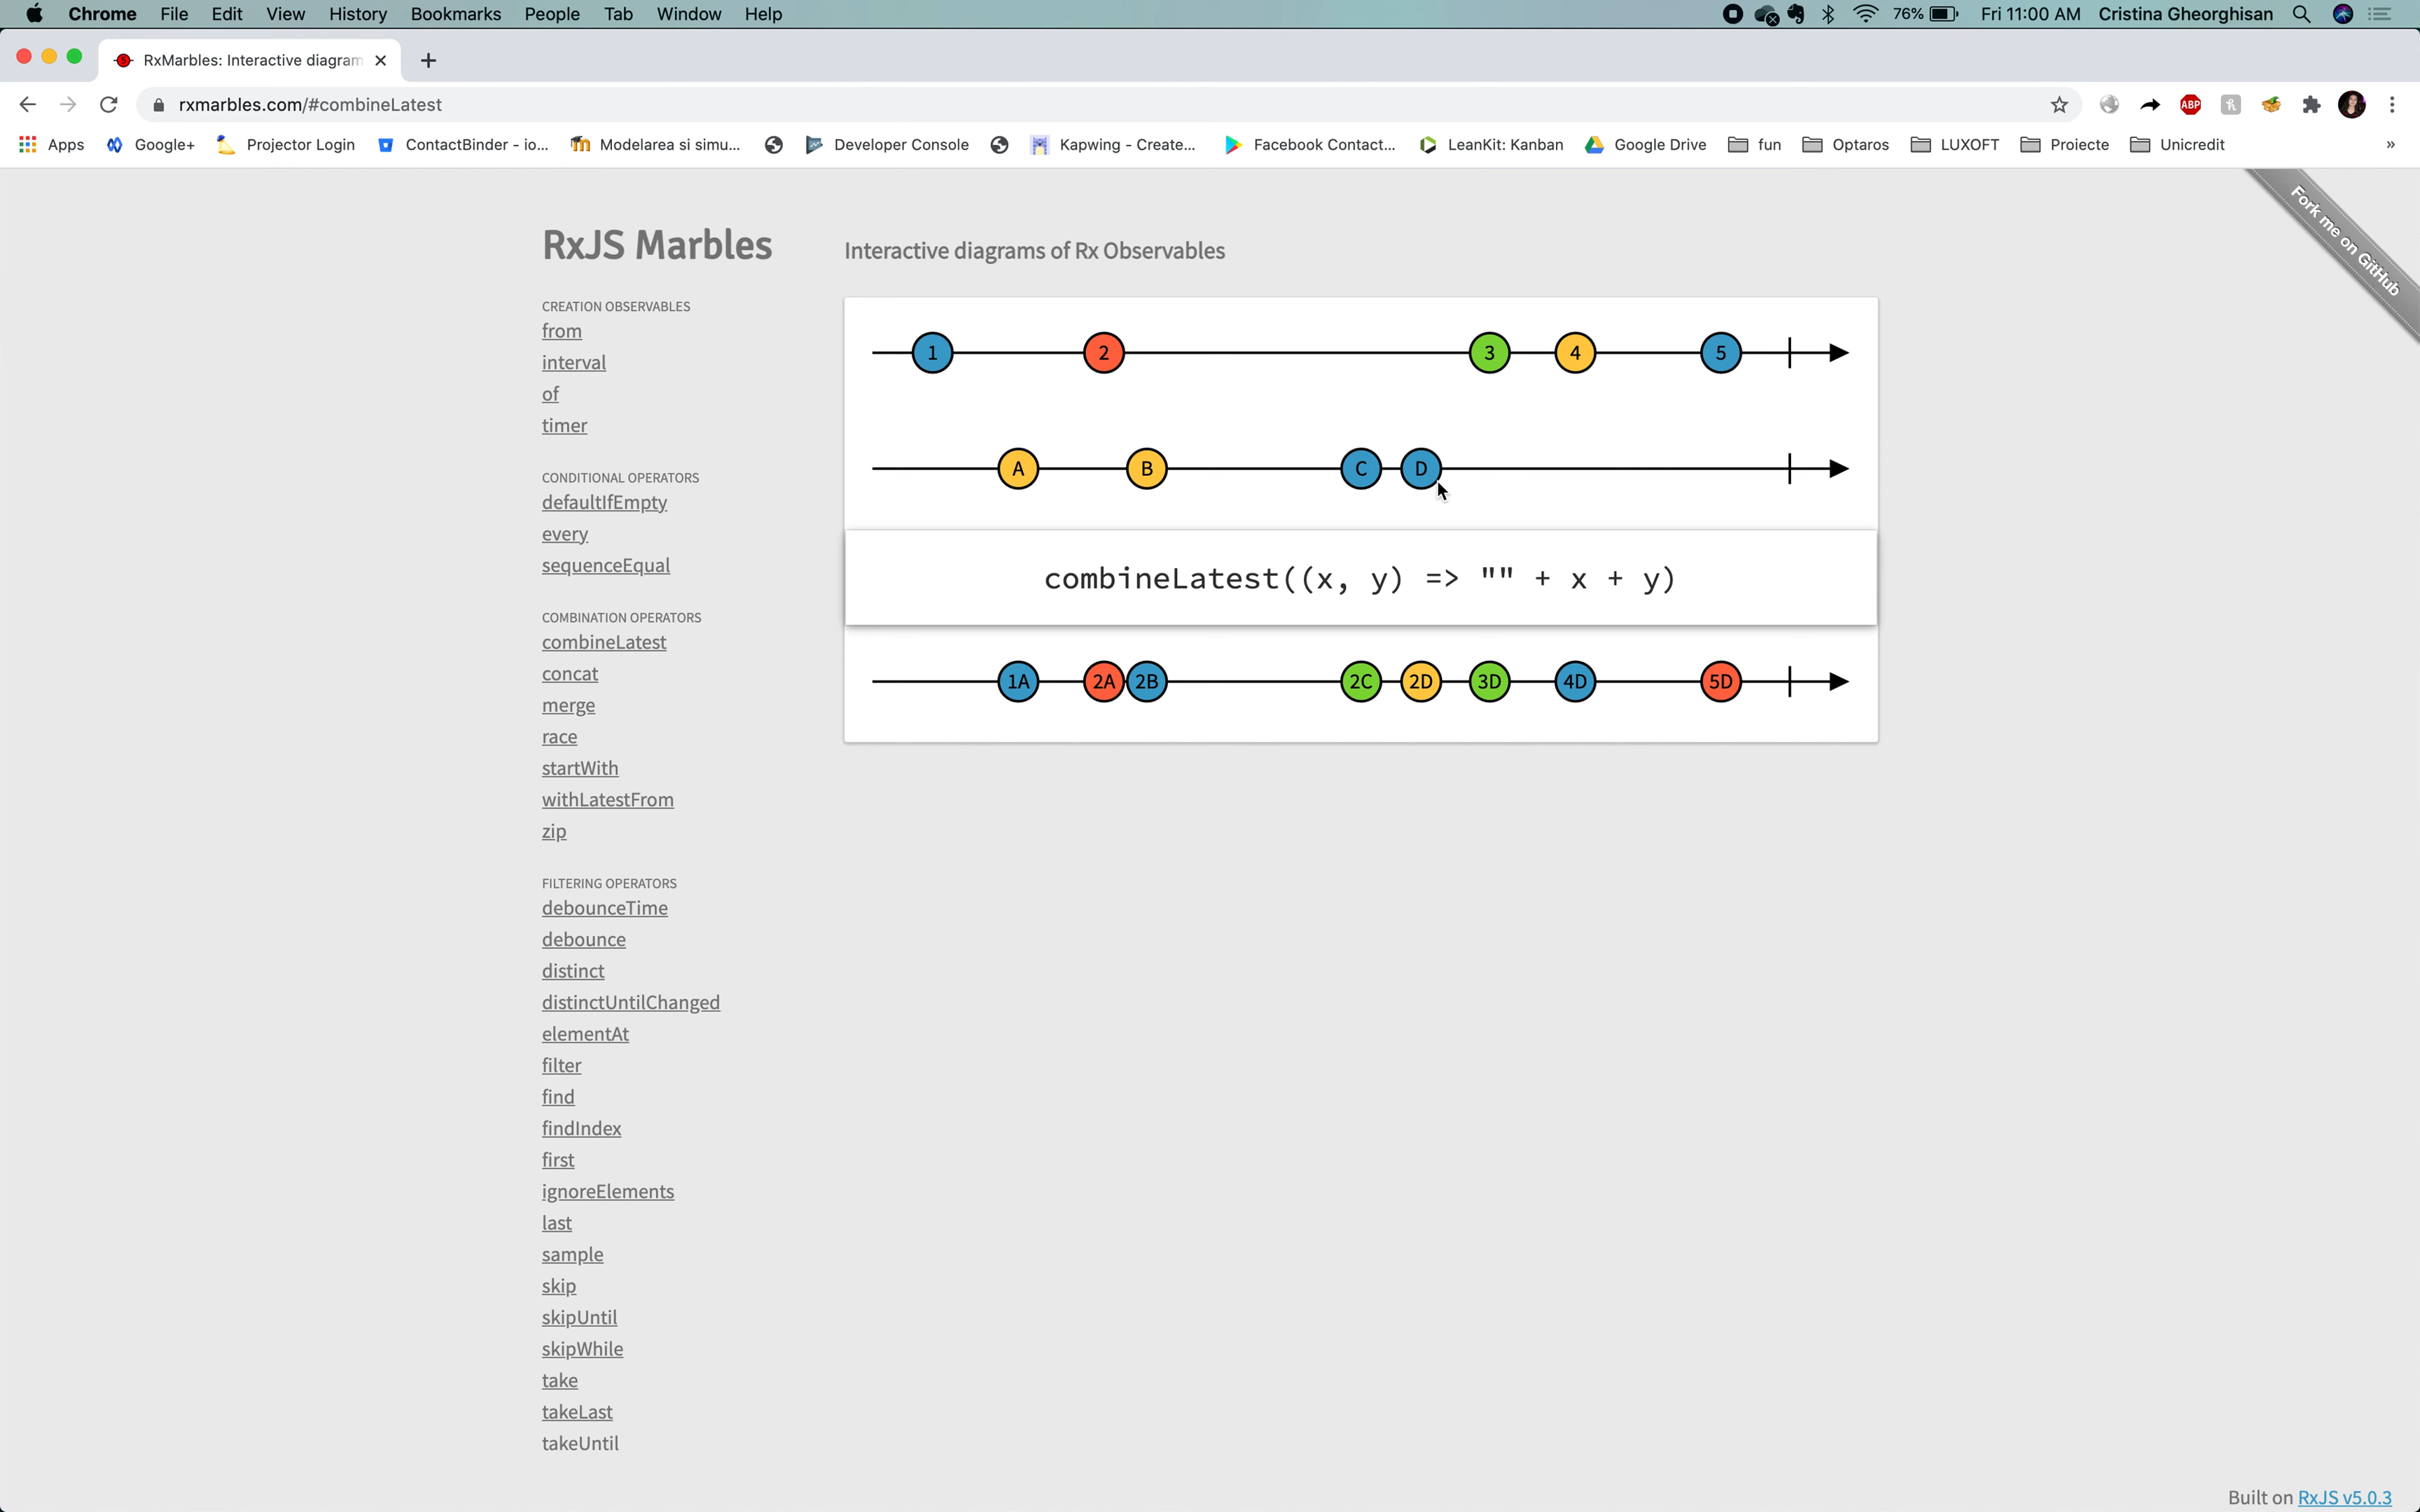 Chrome File Edit View History Bookmarks People Tab Window Help 76% Fri 11:00 AM Cristina Gheorghisan
RxMarbles: Interactive diagram
rxmarbles.com/#combineLatest ABP
Apps Google+ Projector Login ContactBinder - io... Modelarea si simu... Developer Console Kapwing - Create... Facebook Contact... LeanKit: Kanban Google Drive fun Optaros LUXOFT Proiecte Unicredit »
Fork me on GitHub
RxJS Marbles
Interactive diagrams of Rx Observables
CREATION OBSERVABLES
from
interval
of
timer
CONDITIONAL OPERATORS
defaultIfEmpty
every
sequenceEqual
COMBINATION OPERATORS
combineLatest
concat
merge
race
startWith
withLatestFrom
zip
FILTERING OPERATORS
debounceTime
debounce
distinct
distinctUntilChanged
elementAt
filter
find
findIndex
first
ignoreElements
last
sample
skip
skipUntil
skipWhile
take
takeLast
takeUntil
1 2 3 4 5
A B C D
combineLatest((x, y) => "" + x + y)
1A 2A 2B 2C 2D 3D 4D 5D
Built on RxJS v5.0.3